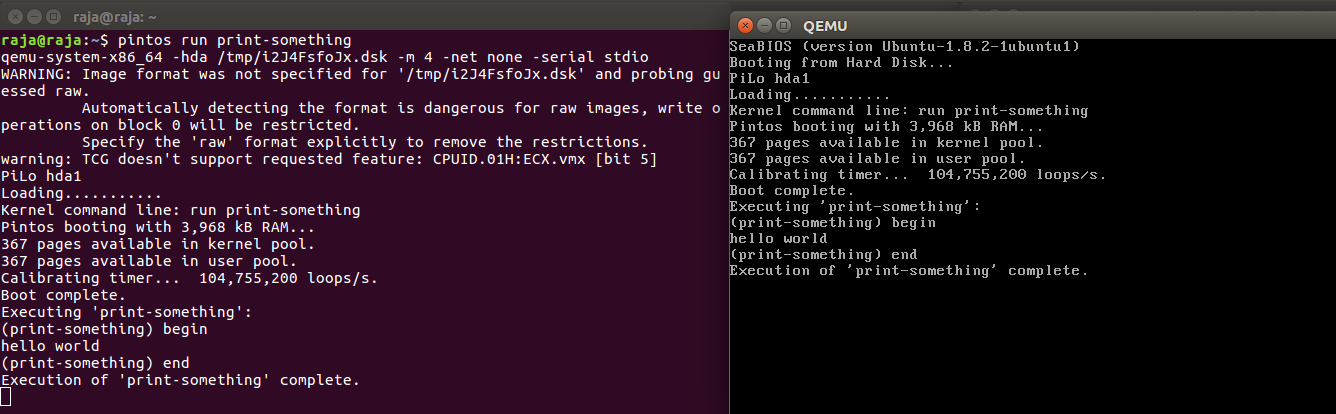 raja@raja: ~
raja@raja:~$ pintos run print-something
qemu-system-x86_64 -hda /tmp/i2J4FsfoJx.dsk -m 4 -net none -serial stdio
WARNING: Image format was not specified for '/tmp/i2J4FsfoJx.dsk' and probing gu
essed raw.
         Automatically detecting the format is dangerous for raw images, write o
perations on block 0 will be restricted.
         Specify the 'raw' format explicitly to remove the restrictions.
warning: TCG doesn't support requested feature: CPUID.01H:ECX.vmx [bit 5]
PiLo hda1
Loading...........
Kernel command line: run print-something
Pintos booting with 3,968 kB RAM...
367 pages available in kernel pool.
367 pages available in user pool.
Calibrating timer...  104,755,200 loops/s.
Boot complete.
Executing 'print-something':
(print-something) begin
hello world
(print-something) end
Execution of 'print-something' complete.
QEMU
SeaBIOS (version Ubuntu-1.8.2-1ubuntu1)
Booting from Hard Disk...
PiLo hda1
Loading...........
Kernel command line: run print-something
Pintos booting with 3,968 kB RAM...
367 pages available in kernel pool.
367 pages available in user pool.
Calibrating timer...  104,755,200 loops/s.
Boot complete.
Executing 'print-something':
(print-something) begin
hello world
(print-something) end
Execution of 'print-something' complete.